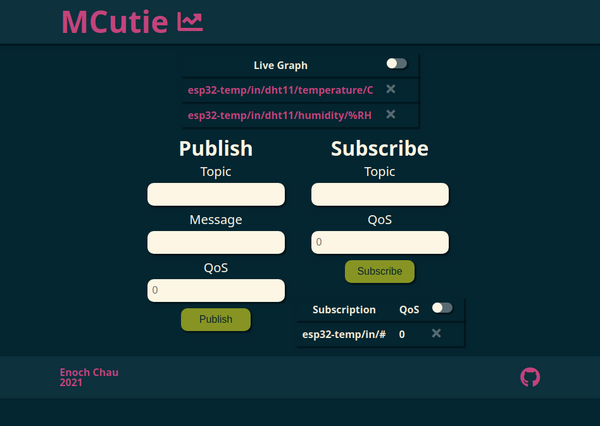 MCutie
Live Graph
esp32-temp/in/dht11/temperature/C
esp32-temp/in/dht11/humidity/%RH
Publish
Topic
Message
QoS
0
Publish
Subscribe
Topic
QoS
0
Subscribe
Subscription QoS
esp32-temp/in/# 0
Enoch Chau
2021